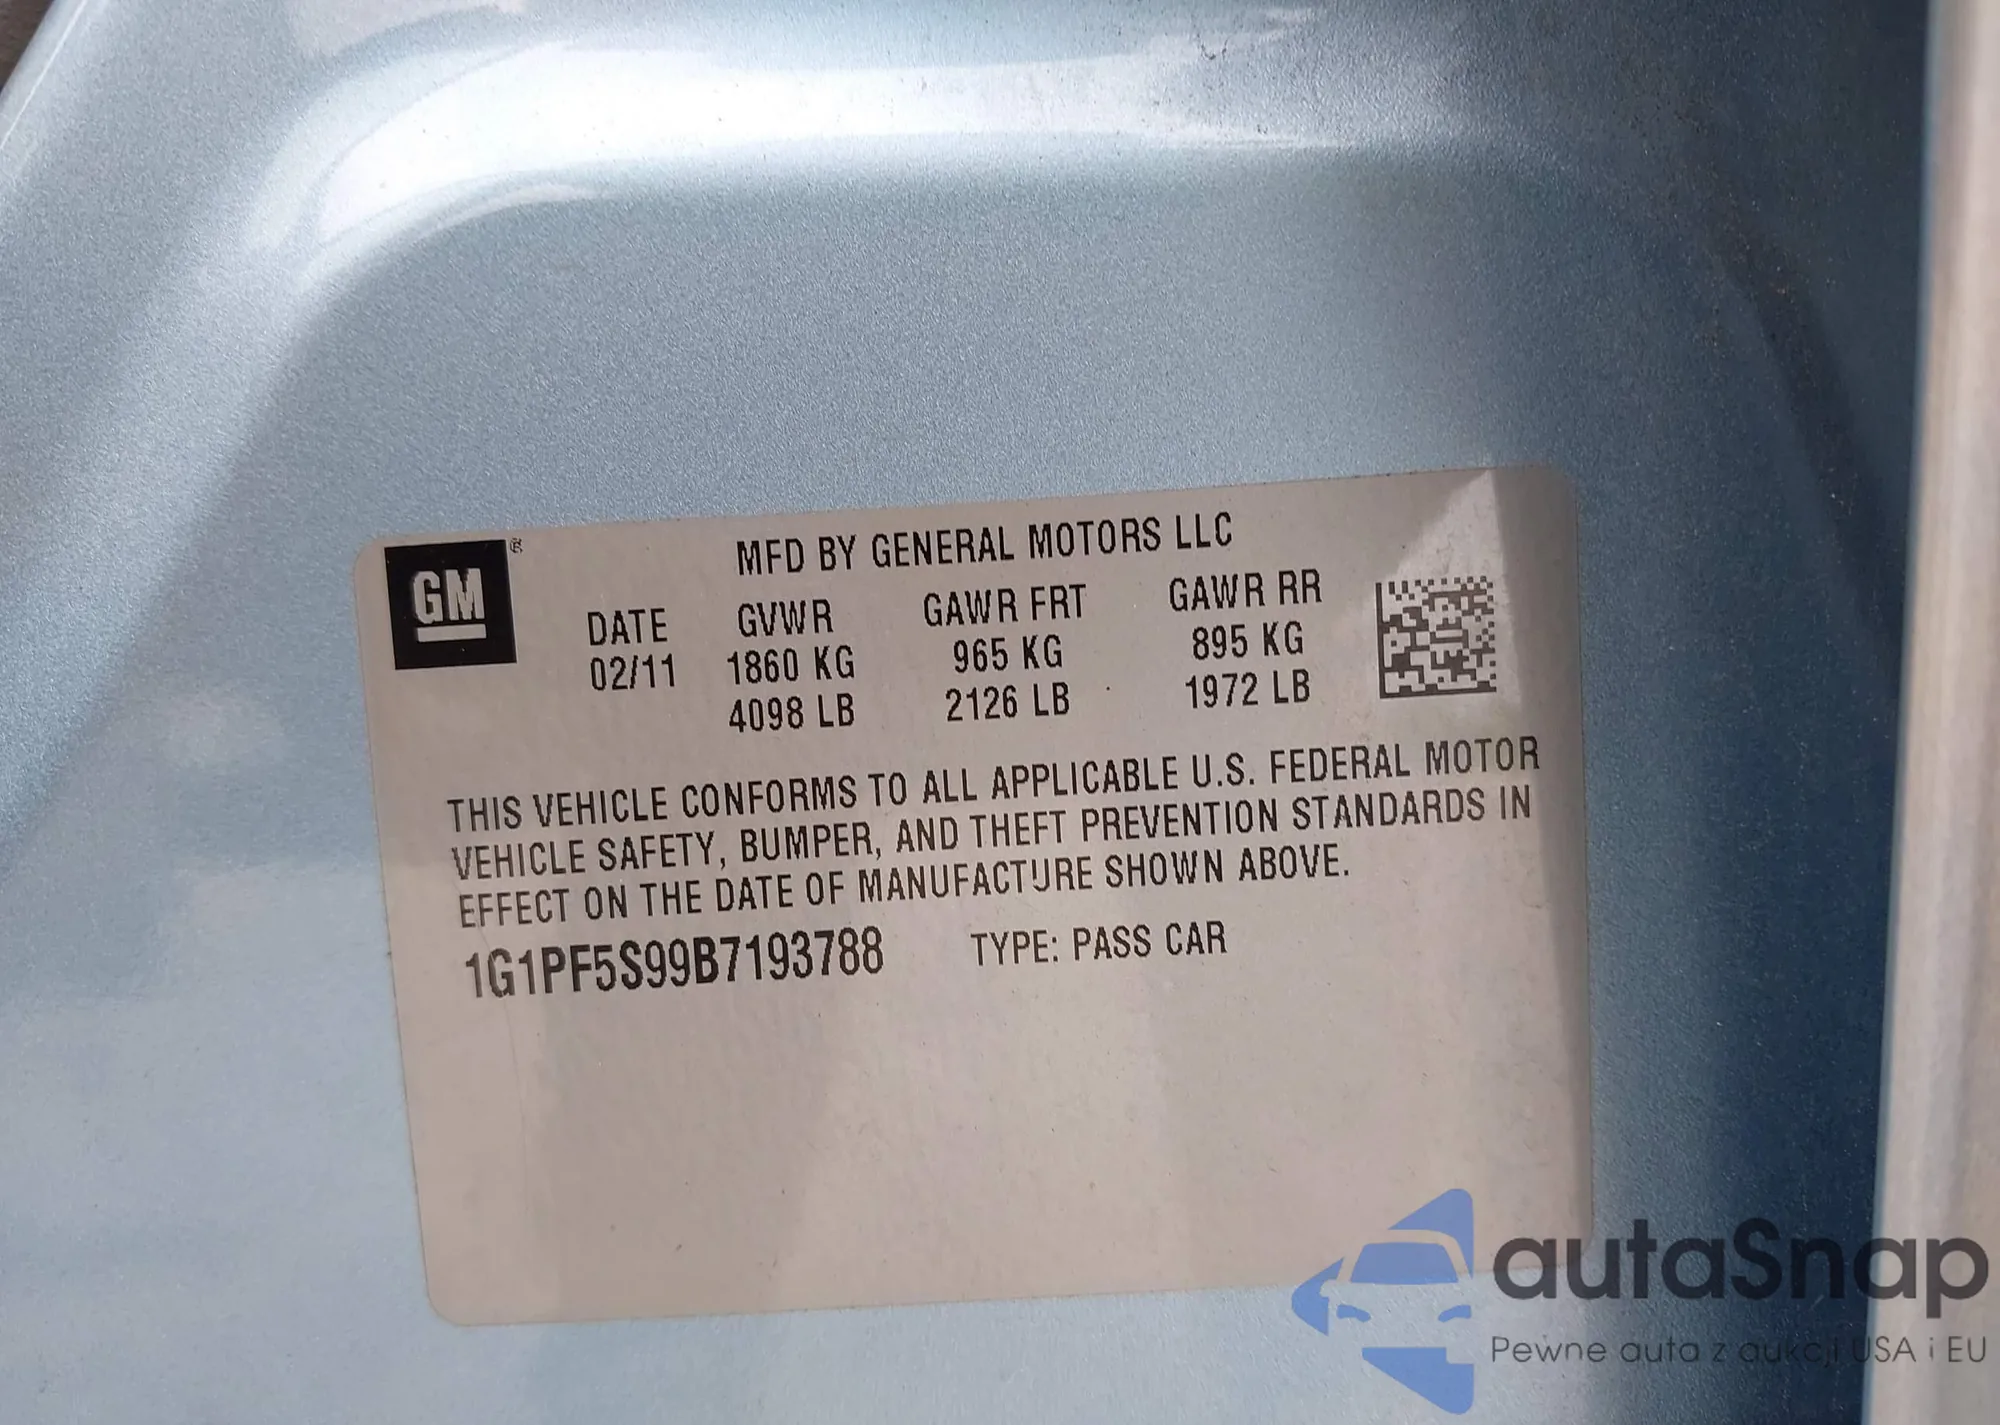 GM ®
MFD BY GENERAL MOTORS LLC
DATE GVWR GAWR FRT GAWR RR
02/11 1860 KG 965 KG 895 KG
4098 LB 2126 LB 1972 LB
THIS VEHICLE CONFORMS TO ALL APPLICABLE U.S. FEDERAL MOTOR
VEHICLE SAFETY, BUMPER, AND THEFT PREVENTION STANDARDS IN
EFFECT ON THE DATE OF MANUFACTURE SHOWN ABOVE.
1G1PF5S99B7193788 TYPE: PASS CAR
autaSnap
Pewne auta z aukcji USA i EU